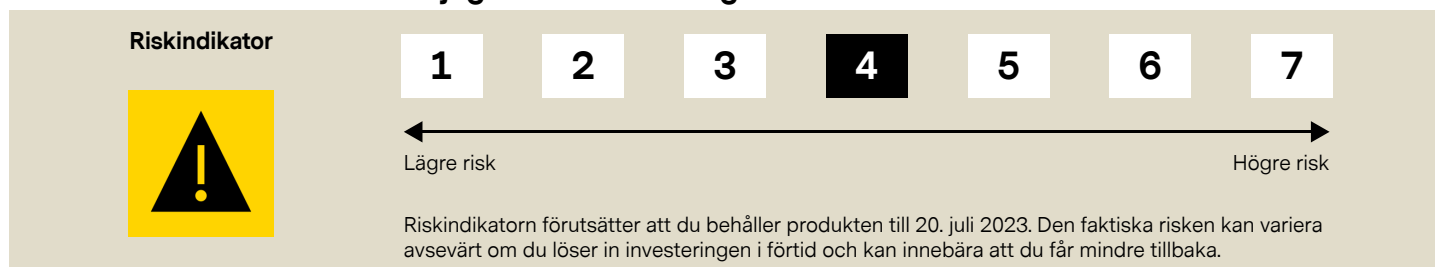 Riskindikator
1 2 3 4 5 6 7
Lägre risk Högre risk
Riskindikatorn förutsätter att du behåller produkten till 20. juli 2023. Den faktiska risken kan variera
avsevärt om du löser in investeringen i förtid och kan innebära att du får mindre tillbaka.